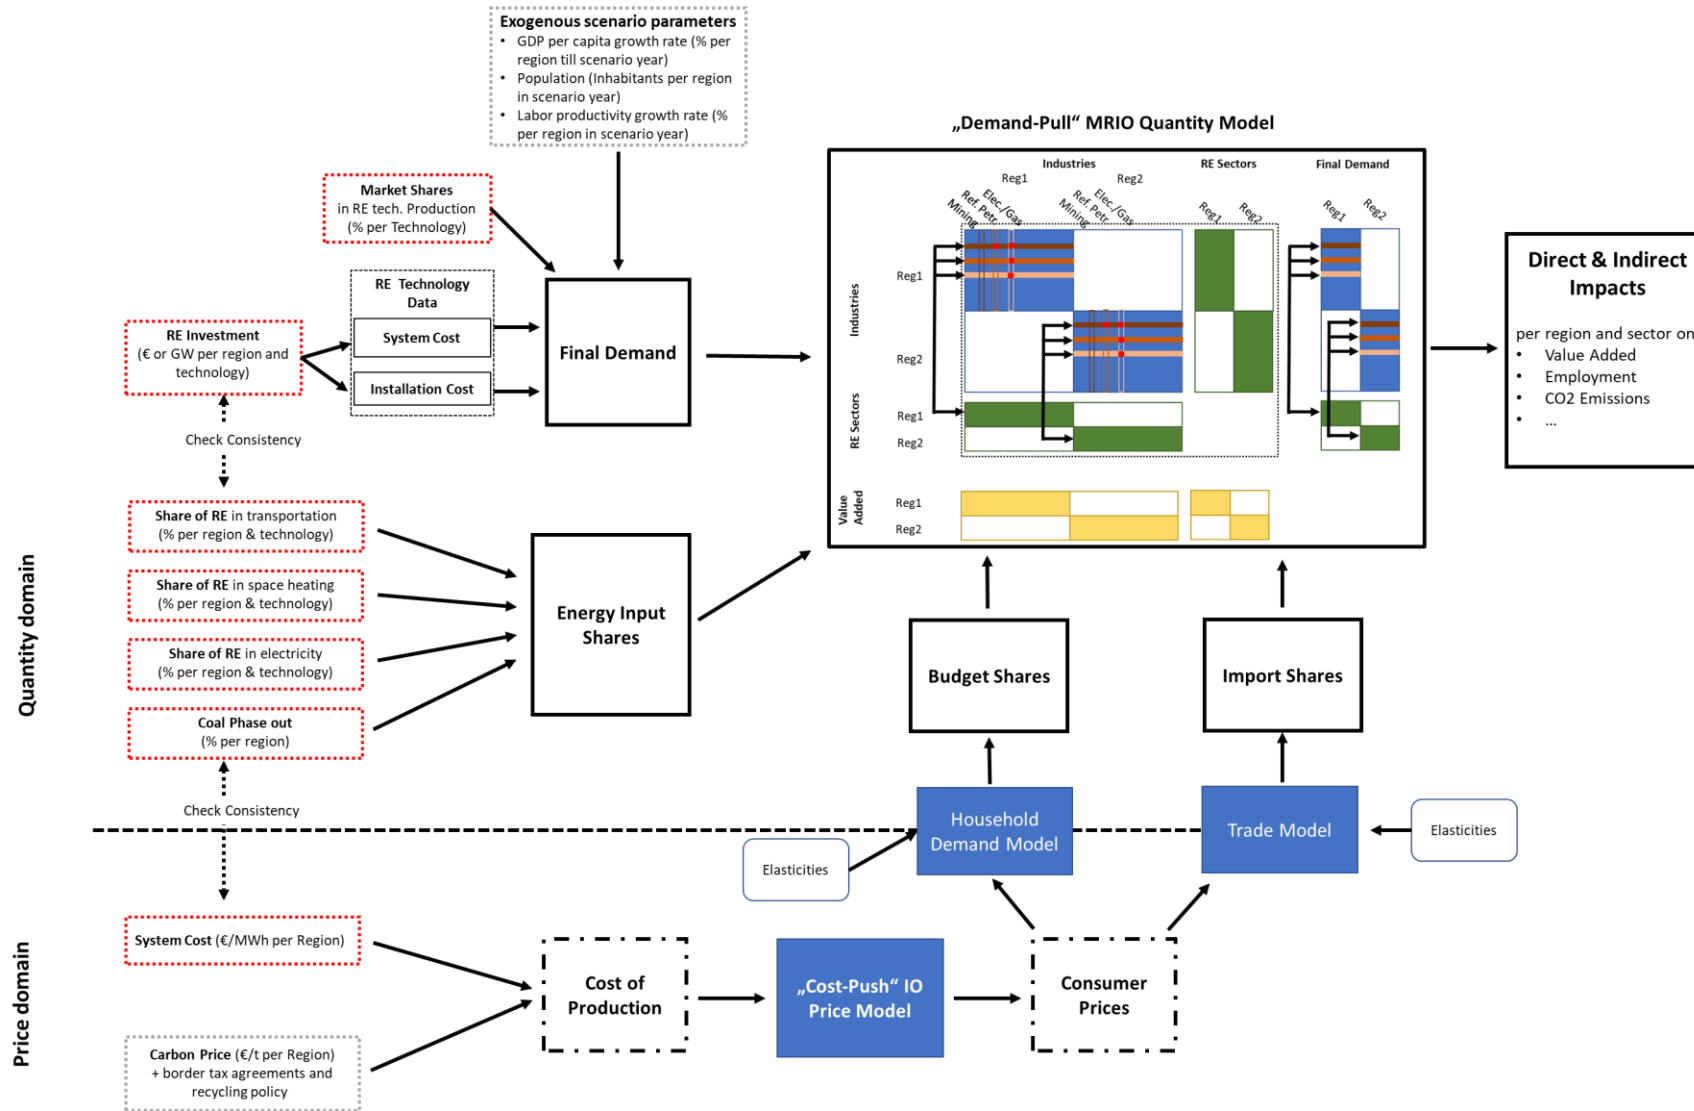 Exogenous scenario parameters
• GDP per capita growth rate (% per
region till scenario year)
• Population (Inhabitants per region
in scenario year)
• Labor productivity growth rate (%
per region in scenario year)
Market Shares
in RE tech. Production
(% per Technology)
RE Technology
Data
System Cost
Installation Cost
RE Investment
(€ or GW per region and
technology)
Final Demand
Check Consistency
Share of RE in transportation
(% per region & technology)
Share of RE in space heating
(% per region & technology)
Share of RE in electricity
(% per region & technology)
Coal Phase out
(% per region)
Energy Input
Shares
Check Consistency
Quantity domain
Price domain
„Demand-Pull“ MRIO Quantity Model
Industries
RE Sectors
Final Demand
Reg1
Reg2
Mining
Ref. Petr.
Elec./Gas
Mining
Ref. Petr.
Elec./Gas
Reg1
Reg2
Reg1
Reg2
Industries
Reg1
Reg2
RE Sectors
Reg1
Reg2
Value
Added
Reg1
Reg2
Direct & Indirect
Impacts
per region and sector on
• Value Added
• Employment
• CO2 Emissions
• ...
Budget Shares
Import Shares
Household
Demand Model
Trade Model
Elasticities
Elasticities
System Cost (€/MWh per Region)
Carbon Price (€/t per Region)
+ border tax agreements and
recycling policy
Cost of
Production
„Cost-Push“ IO
Price Model
Consumer
Prices